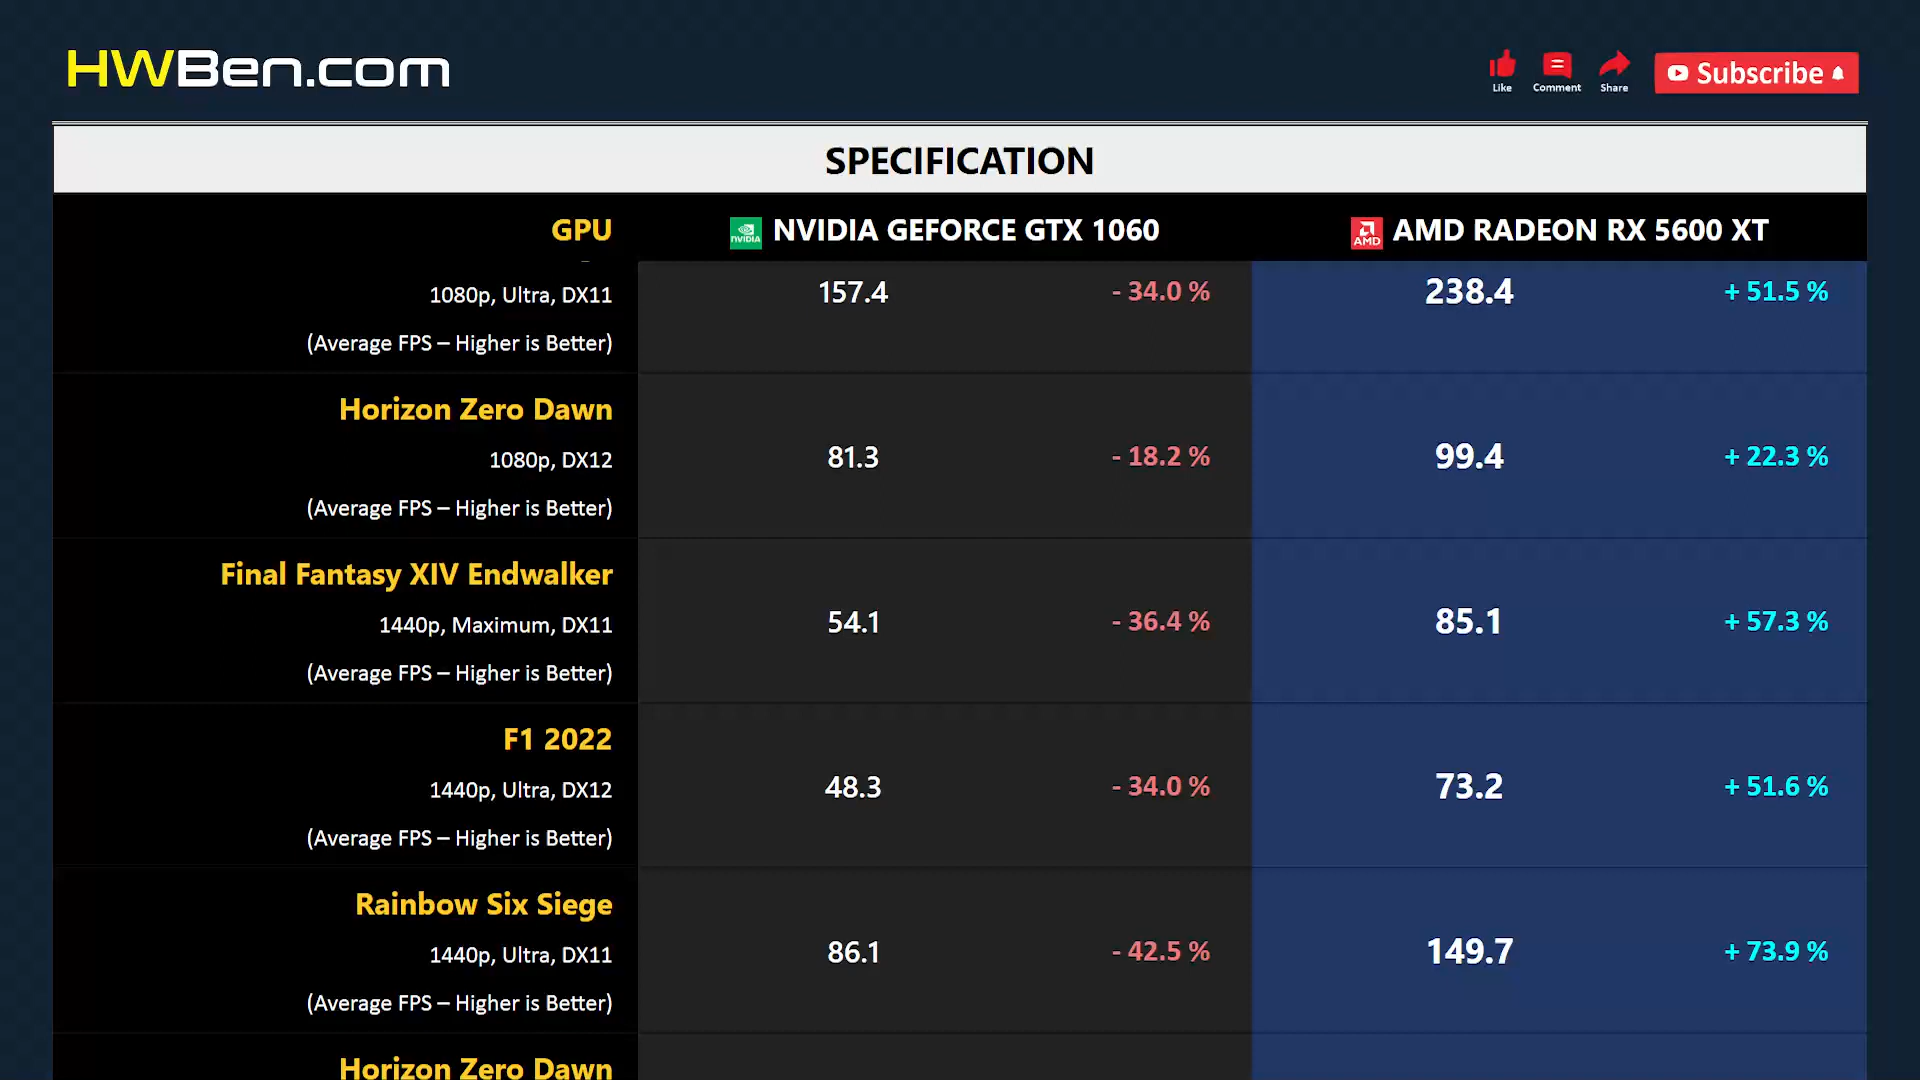 HWBen.com
Like
Comment
Share
Subscribe
SPECIFICATION
GPU
NVIDIA
NVIDIA GEFORCE GTX 1060
AMD
AMD RADEON RX 5600 XT
1080p, Ultra, DX11
(Average FPS – Higher is Better)
157.4
- 34.0 %
238.4
+ 51.5 %
Horizon Zero Dawn
1080p, DX12
(Average FPS – Higher is Better)
81.3
- 18.2 %
99.4
+ 22.3 %
Final Fantasy XIV Endwalker
1440p, Maximum, DX11
(Average FPS – Higher is Better)
54.1
- 36.4 %
85.1
+ 57.3 %
F1 2022
1440p, Ultra, DX12
(Average FPS – Higher is Better)
48.3
- 34.0 %
73.2
+ 51.6 %
Rainbow Six Siege
1440p, Ultra, DX11
(Average FPS – Higher is Better)
86.1
- 42.5 %
149.7
+ 73.9 %
Horizon Zero Dawn